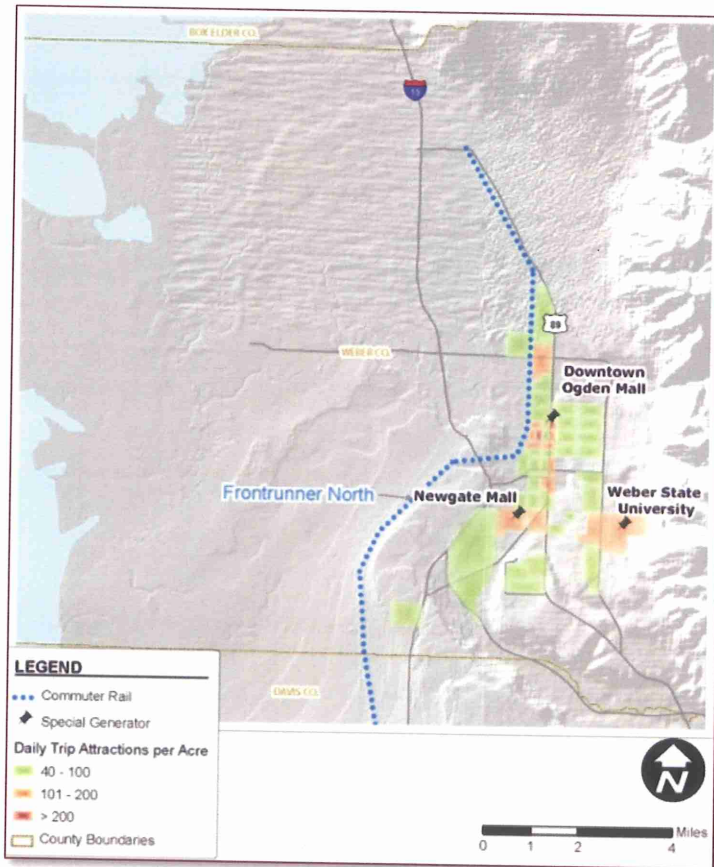 BOX ELDER CO.
15
89
WEBER CO.
Downtown
Ogden Mall
Frontrunner North
Newgate Mall
Weber State
University
DAVIS CO.
LEGEND
Commuter Rail
Special Generator
Daily Trip Attractions per Acre
40 - 100
101 - 200
> 200
County Boundaries
N
0 1 2 4 Miles